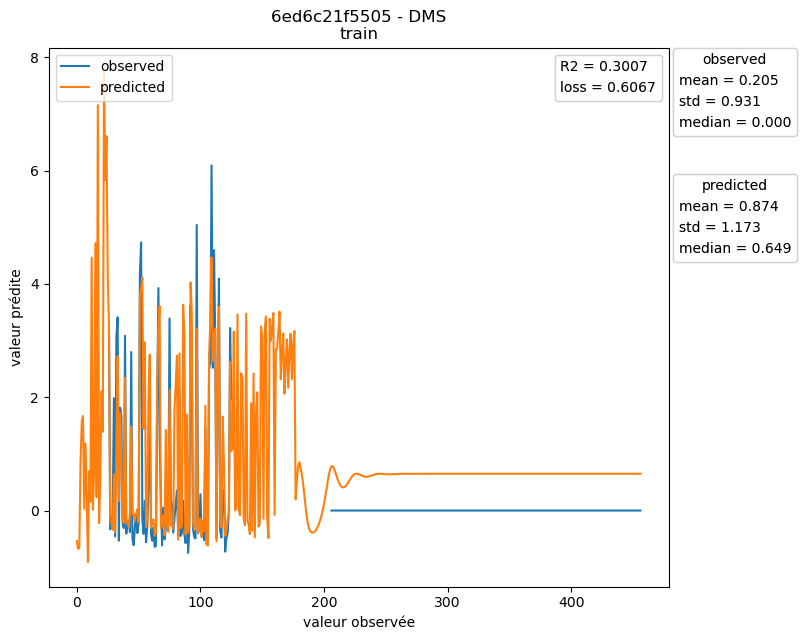 6ed6c21f5505 - DMS
train
observed
predicted
R2 = 0.3007
loss = 0.6067
observed
mean = 0.205
std = 0.931
median = 0.000
predicted
mean = 0.874
std = 1.173
median = 0.649
valeur prédite
8
6
4
2
0
0 100 200 300 400
valeur observée